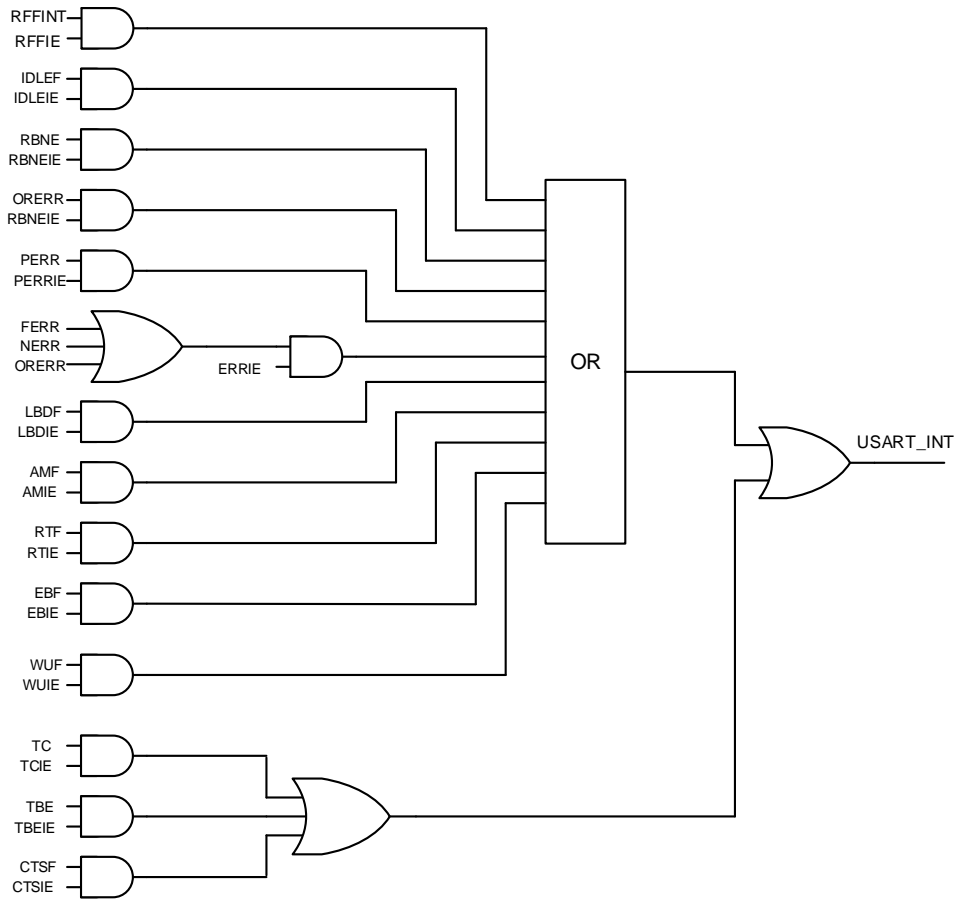 RFFINT
RFFIE
IDLEF
IDLEIE
RBNE
RBNEIE
ORERR
RBNEIE
PERR
PERRIE
FERR
NERR
ORERR
ERRIE
LBDF
LBDIE
AMF
AMIE
RTF
RTIE
EBF
EBIE
WUF
WUIE
OR
USART_INT
TC
TCIE
TBE
TBEIE
CTSF
CTSIE